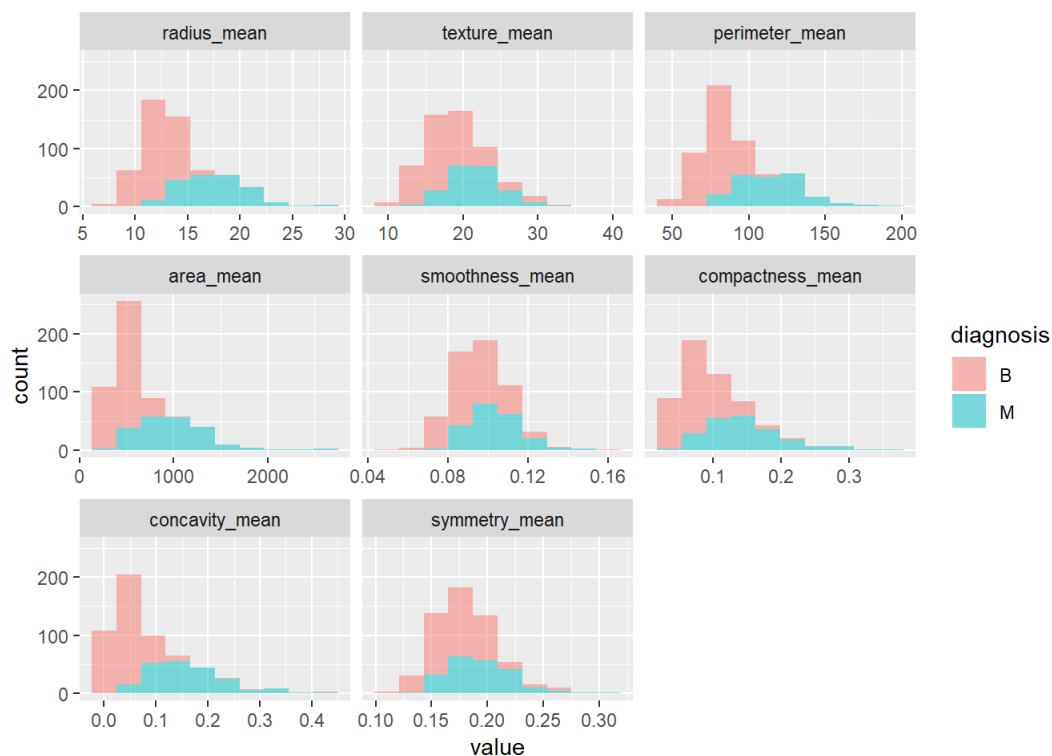 radius_mean texture_mean perimeter_mean
200
100
0
5 10 15 20 25 30 10 20 30 40 50 100 150 200
area_mean smoothness_mean compactness_mean
200
100
0
0 1000 2000 0.04 0.08 0.12 0.16 0.1 0.2 0.3
concavity_mean symmetry_mean
200
100
0
0.0 0.1 0.2 0.3 0.4 0.10 0.15 0.20 0.25 0.30
count
value
diagnosis
B
M